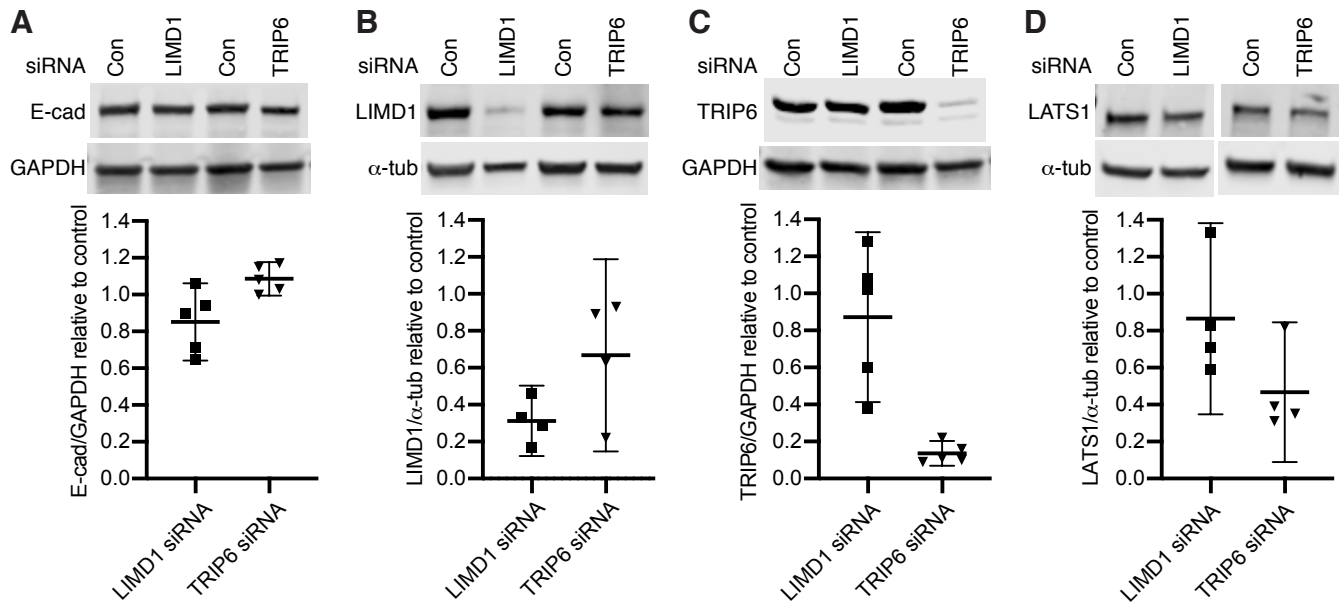 A
siRNA
Con
LIMD1
Con
TRIP6
E-cad
GAPDH
E-cad/GAPDH relative to control
1.4
1.2
1.0
0.8
0.6
0.4
0.2
0.0
LIMD1 siRNA
TRIP6 siRNA
B
siRNA
Con
LIMD1
Con
TRIP6
LIMD1
α-tub
LIMD1/α-tub relative to control
1.4
1.2
1.0
0.8
0.6
0.4
0.2
0.0
LIMD1 siRNA
TRIP6 siRNA
C
siRNA
Con
LIMD1
Con
TRIP6
TRIP6
GAPDH
TRIP6/GAPDH relative to control
1.4
1.2
1.0
0.8
0.6
0.4
0.2
0.0
LIMD1 siRNA
TRIP6 siRNA
D
siRNA
Con
LIMD1
Con
TRIP6
LATS1
α-tub
LATS1/α-tub relative to control
1.4
1.2
1.0
0.8
0.6
0.4
0.2
0.0
LIMD1 siRNA
TRIP6 siRNA